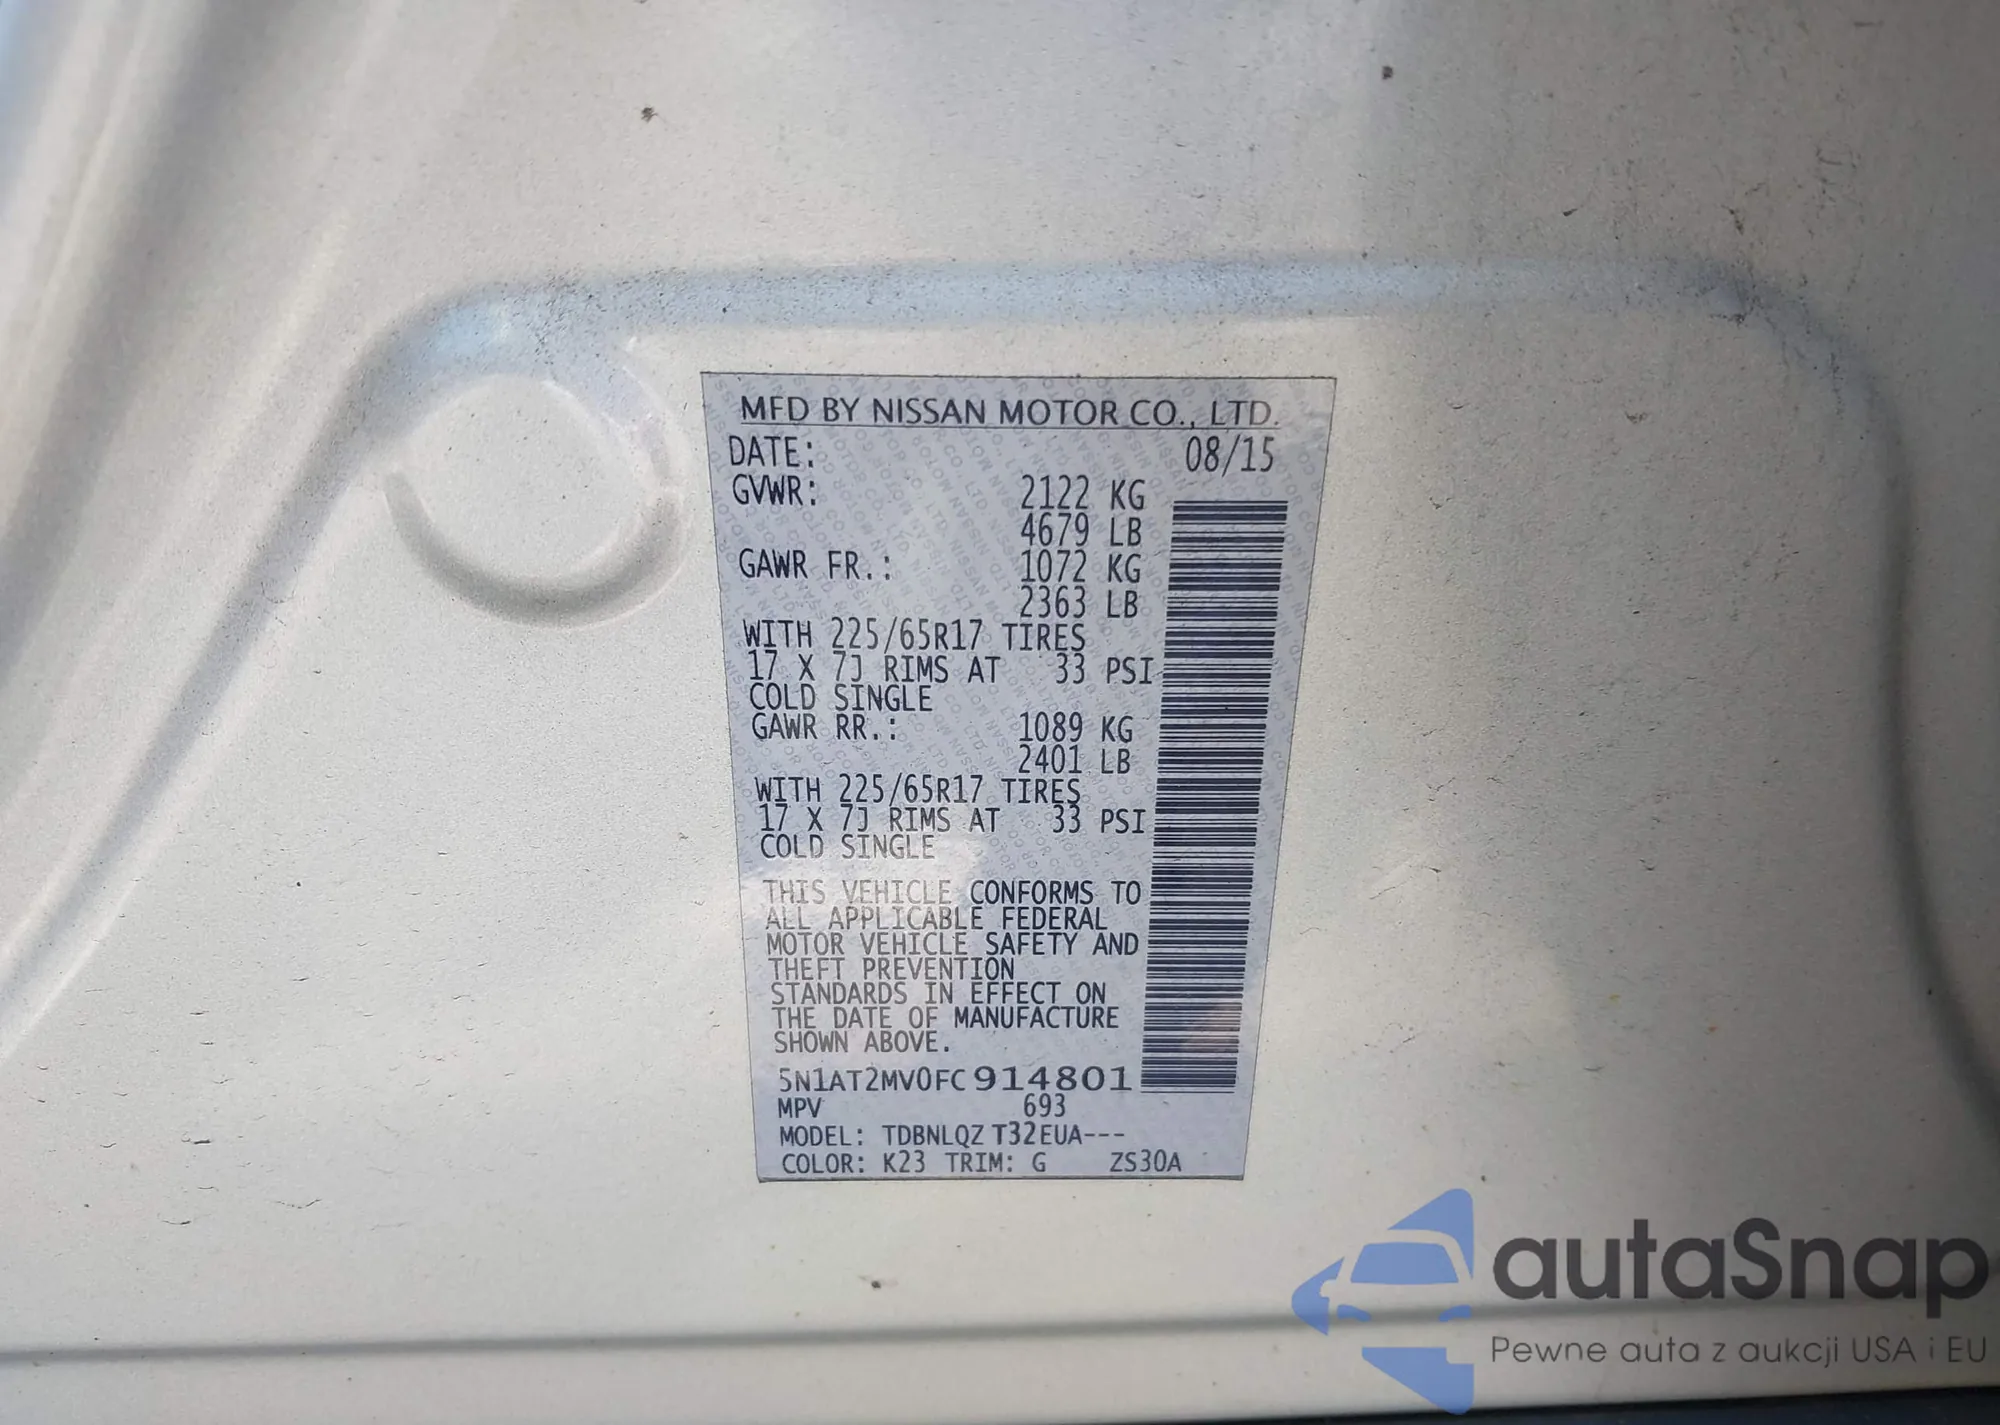 MFD BY NISSAN MOTOR CO., LTD.
DATE: 08/15
GVWR: 2122 KG
4679 LB
GAWR FR.: 1072 KG
2363 LB
WITH 225/65R17 TIRES
17 X 7J RIMS AT 33 PSI
COLD SINGLE
GAWR RR.: 1089 KG
2401 LB
WITH 225/65R17 TIRES
17 X 7J RIMS AT 33 PSI
COLD SINGLE
THIS VEHICLE CONFORMS TO
ALL APPLICABLE FEDERAL
MOTOR VEHICLE SAFETY AND
THEFT PREVENTION
STANDARDS IN EFFECT ON
THE DATE OF MANUFACTURE
SHOWN ABOVE.
5N1AT2MV0FC914801
MPV 693
MODEL: TDBNLQZ T32EUA---
COLOR: K23 TRIM: G ZS30A
autaSnap
Pewne auta z aukcji USA i EU